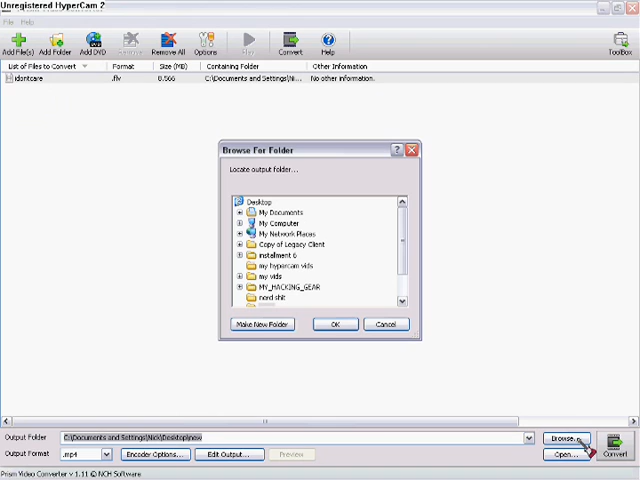 Unregistered HyperCam 2
File Help
Add File(s) Add Folder Add DVD Remove Remove All Options Play Convert Help ToolBox
List of Files to Convert Format Size (MB) Containing Folder Other Information
idontcare .flv 8.566 C:\Documents and Settings\Nic... No other information.
Browse For Folder
Locate output folder...
Desktop
My Documents
My Computer
My Network Places
Copy of Legacy Client
installment 6
my hypercam vids
my vids
MY_HACKING_GEAR
nerd shit
Make New Folder OK Cancel
Output Folder C:\Documents and Settings\Nick\Desktop\new Browse...
Output Format .mp4 Encoder Options... Edit Output... Preview Open... Convert
Prism Video Converter v 1.11 © NCH Software